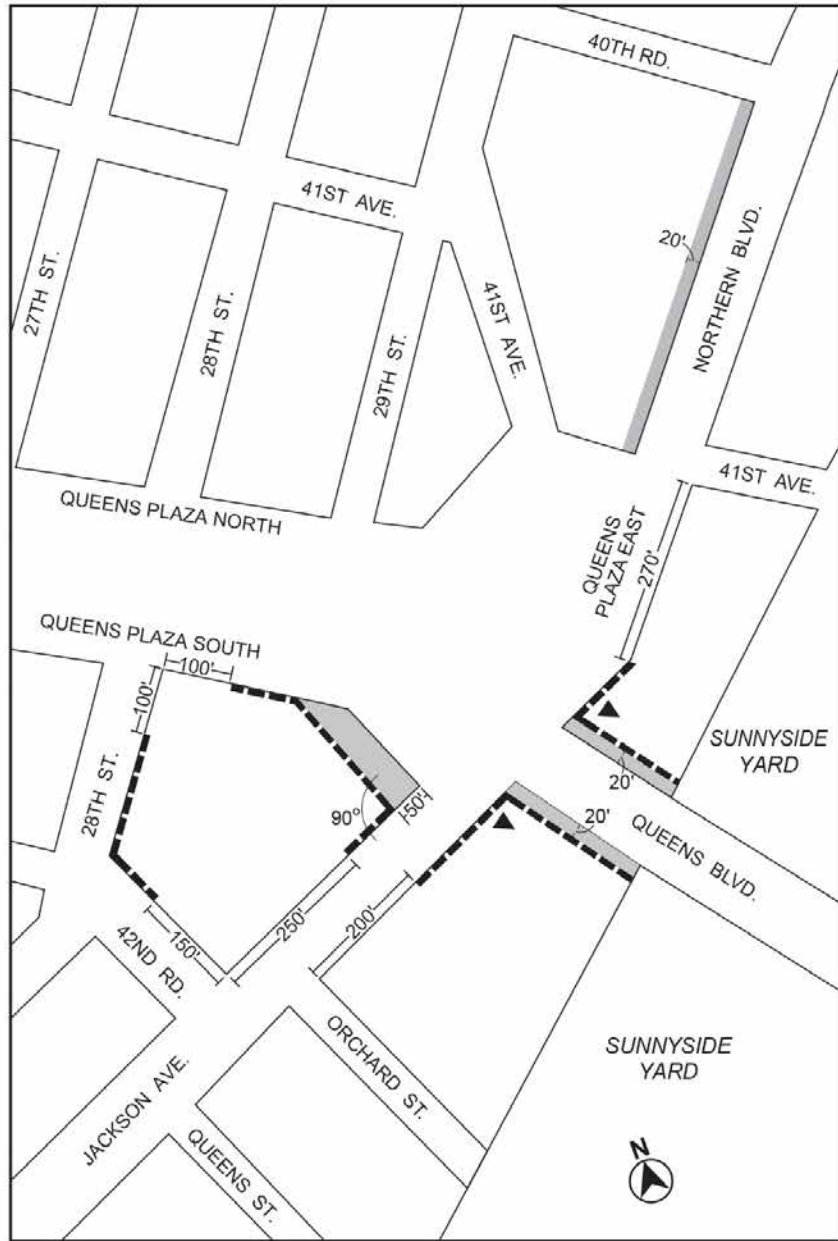 40TH RD.
41ST AVE.
27TH ST.
28TH ST.
29TH ST.
41ST AVE.
20'
NORTHERN BLVD.
41ST AVE.
QUEENS PLAZA NORTH
QUEENS
PLAZA EAST
270'
QUEENS PLAZA SOUTH
100'
100'
28TH ST.
SUNNYSIDE
YARD
20'
50'
90°
20'
QUEENS BLVD.
250'
200'
150'
42ND RD.
ORCHARD ST.
SUNNYSIDE
YARD
JACKSON AVE.
QUEENS ST.
N